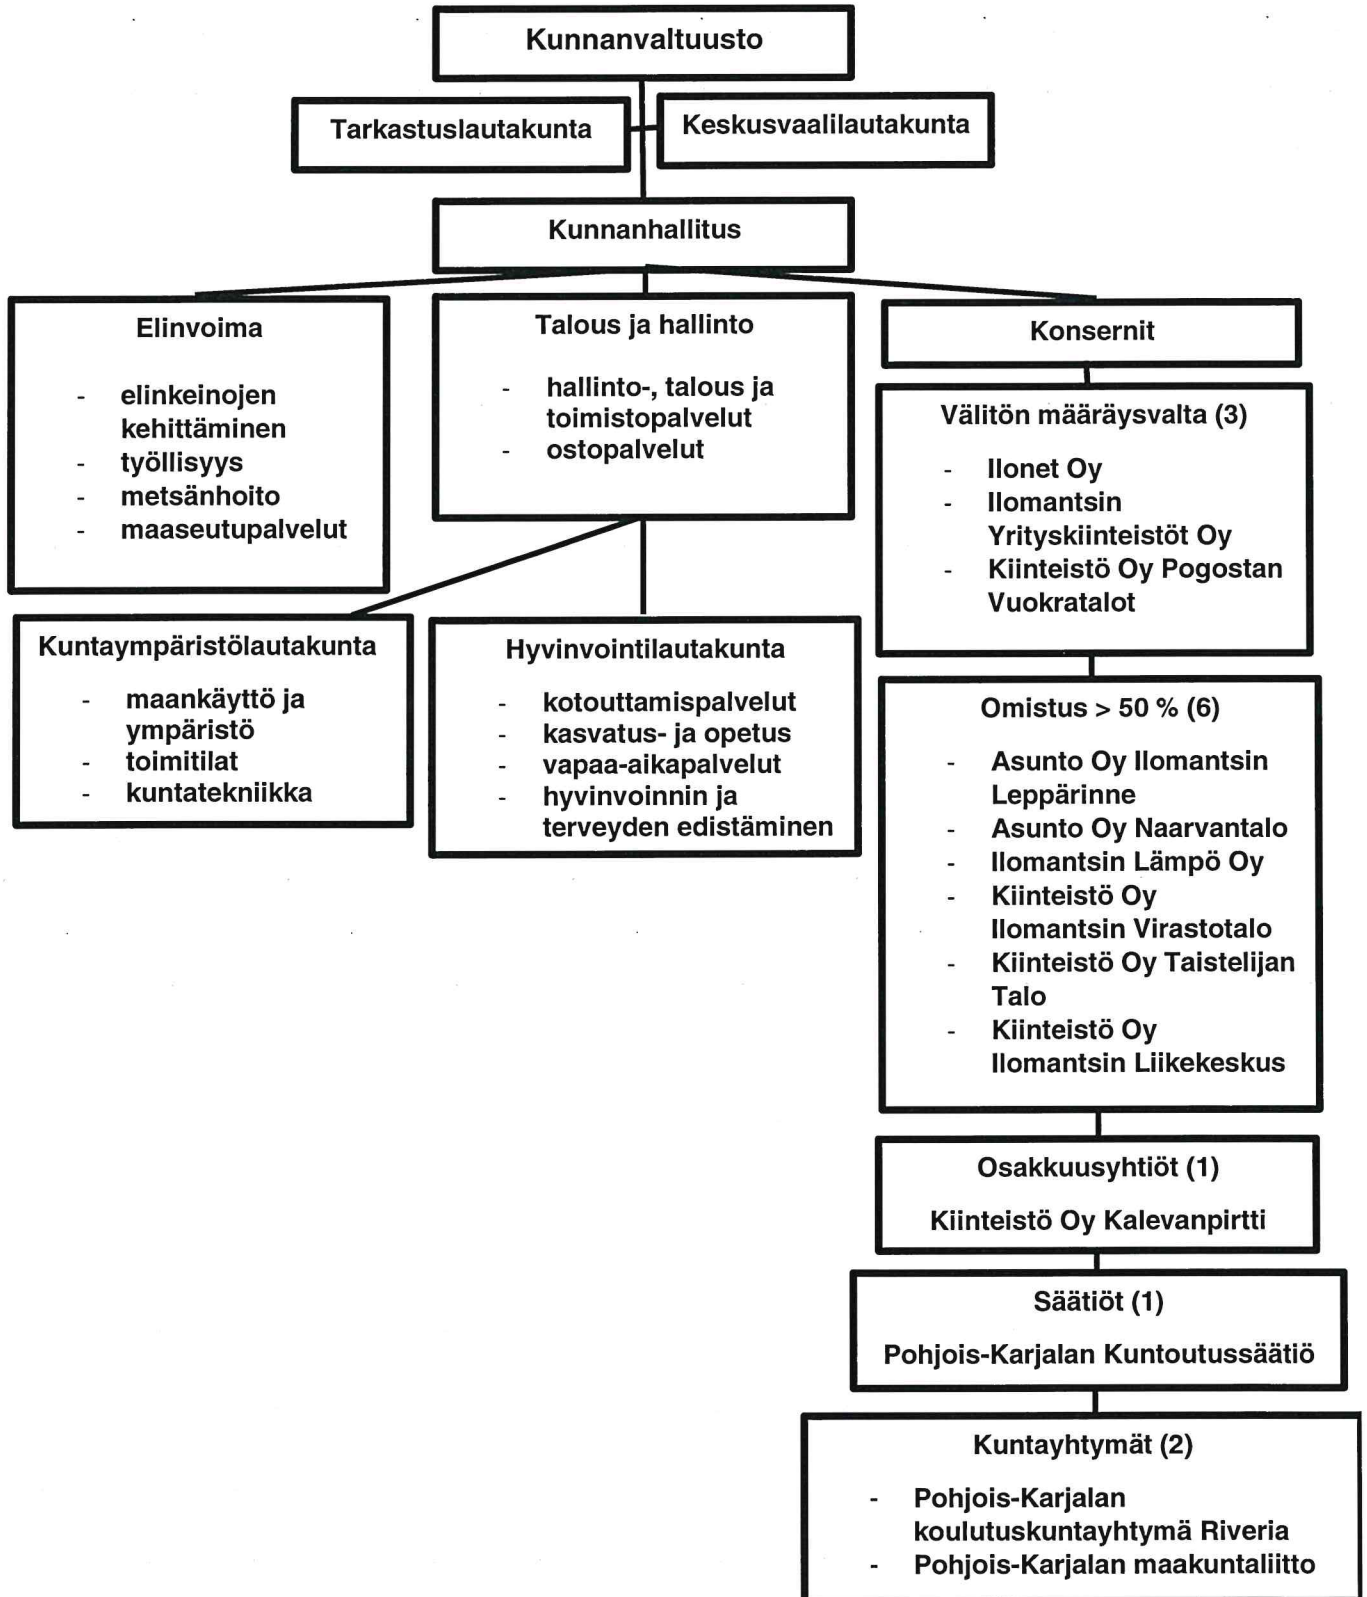 Kunnanvaltuusto
Tarkastuslautakunta
Keskusvaalilautakunta
Kunnanhallitus
Elinvoima
- elinkeinojen
kehittäminen
- työllisyys
- metsänhoito
- maaseutupalvelut
Talous ja hallinto
- hallinto-, talous ja
toimistopalvelut
- ostopalvelut
Konsernit
Välitön määräysvalta (3)
- Ilonet Oy
- Ilomantsin
Yrityskiinteistöt Oy
- Kiinteistö Oy Pogostan
Vuokratalot
Kuntaympäristölautakunta
- maankäyttö ja
ympäristö
- toimitilat
- kuntatekniikka
Hyvinvointilautakunta
- kotouttamispalvelut
- kasvatus- ja opetus
- vapaa-aikapalvelut
- hyvinvoinnin ja
terveyden edistäminen
Omistus > 50 % (6)
- Asunto Oy Ilomantsin
Leppärinne
- Asunto Oy Naarvantalo
- Ilomantsin Lämpö Oy
- Kiinteistö Oy
Ilomantsin Virastotalo
- Kiinteistö Oy Taistelijan
Talo
- Kiinteistö Oy
Ilomantsin Liikekeskus
Osakkuusyhtiöt (1)
Kiinteistö Oy Kalevanpirtti
Säätiöt (1)
Pohjois-Karjalan Kuntoutussäätiö
Kuntayhtymät (2)
- Pohjois-Karjalan
koulutuskuntayhtymä Riveria
- Pohjois-Karjalan maakuntaliitto